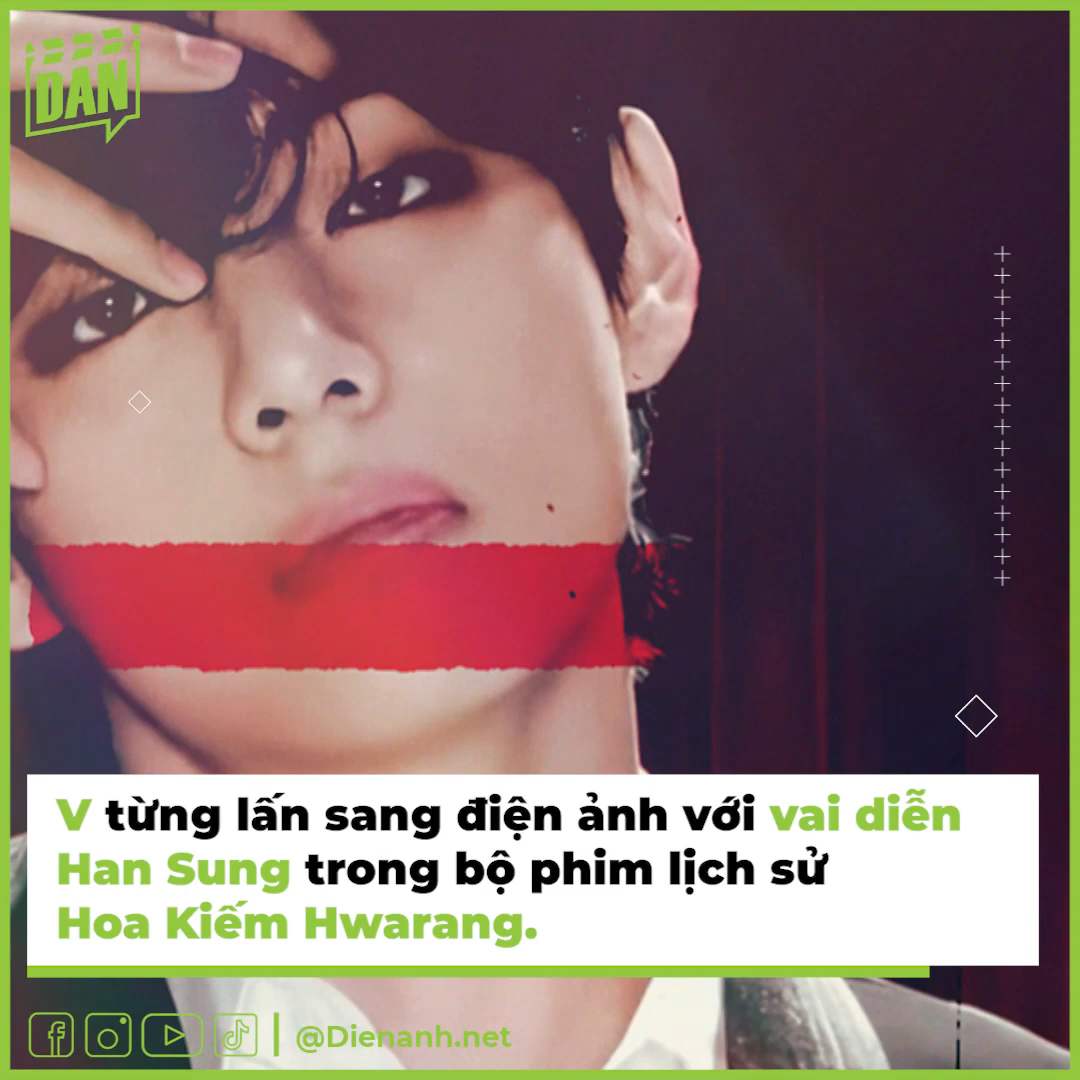 DAN
V từng lấn sang điện ảnh với vai diễn
Han Sung trong bộ phim lịch sử
Hoa Kiếm Hwarang.
@Dienanh.net